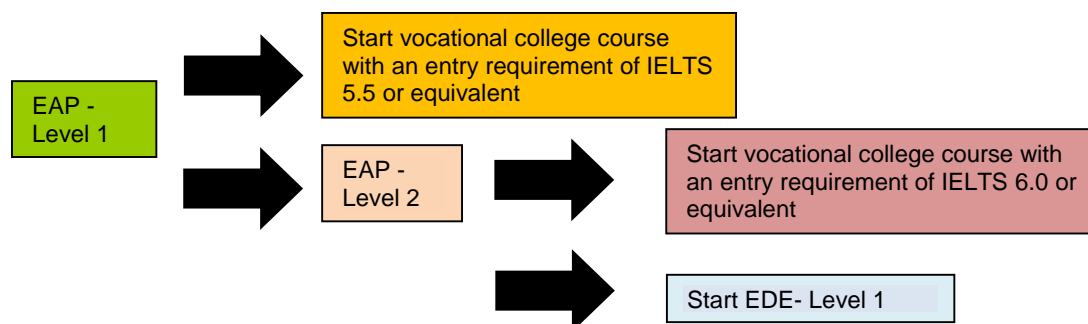 Start vocational college course
with an entry requirement of IELTS
5.5 or equivalent
EAP -
Level 1
EAP -
Level 2
Start vocational college course with
an entry requirement of IELTS 6.0 or
equivalent
Start EDE- Level 1